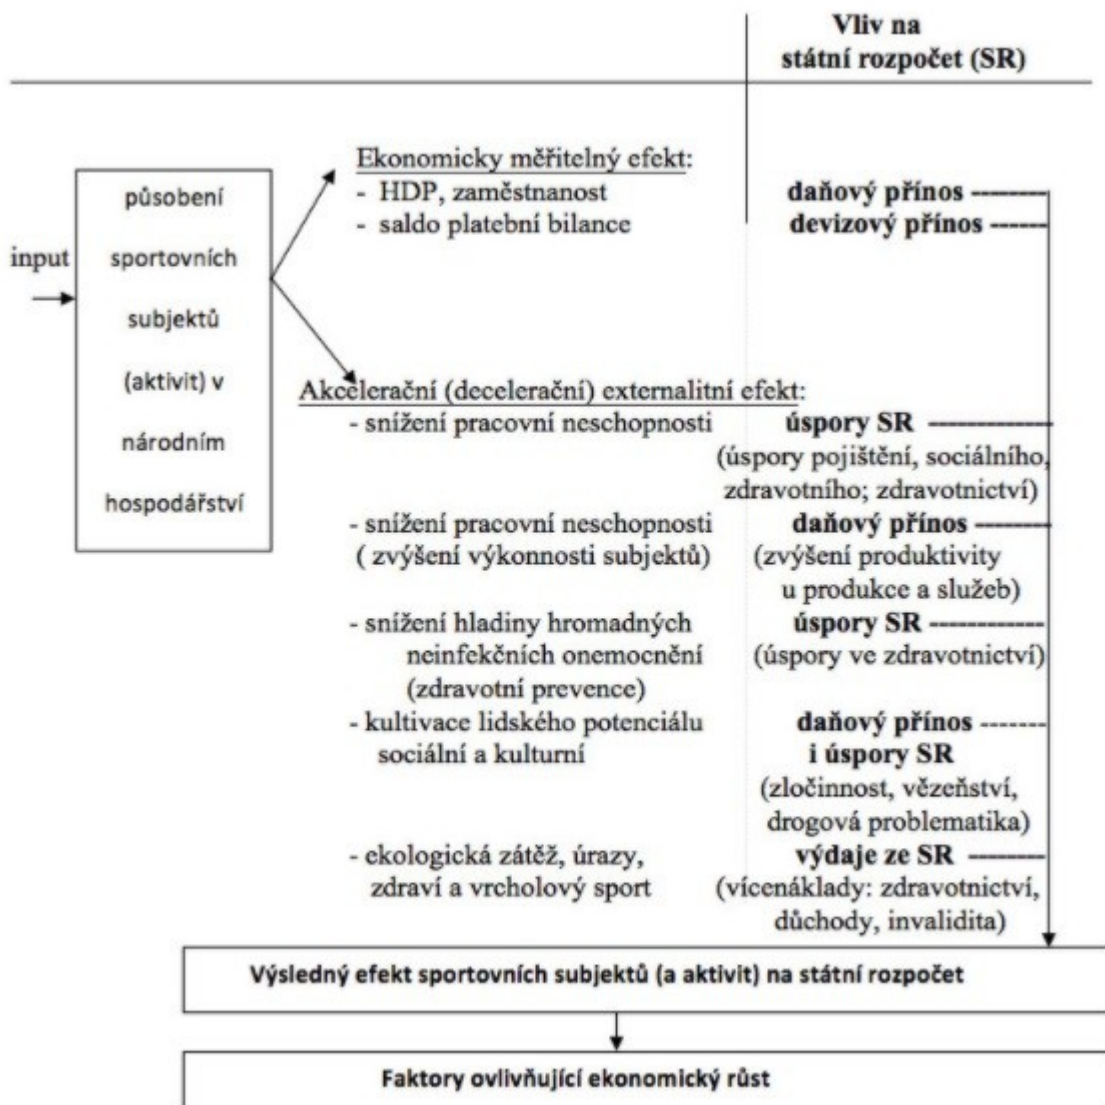 Vliv na
státní rozpočet (SR)
input
působení
sportovních
subjektů
(aktivit) v
národním
hospodářství
Ekonomicky měřitelný efekt:
- HDP, zaměstnanost
- saldo platební bilance
daňový přínos
devizový přínos
Akcelerační (decelerační) externalitní efekt:
- snížení pracovní neschopnosti
úspory SR
(úspory pojištění, sociálního,
zdravotního; zdravotnictví)
- snížení pracovní neschopnosti
( zvýšení výkonnosti subjektů)
daňový přínos
(zvýšení produktivity
u produkce a služeb)
- snížení hladiny hromadných
neinfekční onemocnění
(zdravotní prevence)
úspory SR
(úspory ve zdravotnictví)
- kultivace lidského potenciálu
sociální a kulturní
daňový přínos
i úspory SR
(zločinnost, vězeňství,
drogová problematika)
- ekologická zátěž, úrazy,
zdraví a vrcholový sport
výdaje ze SR
(vícenáklady: zdravotnictví,
důchody, invalidita)
Výsledný efekt sportovních subjektů (a aktivit) na státní rozpočet
Faktory ovlivňující ekonomický růst